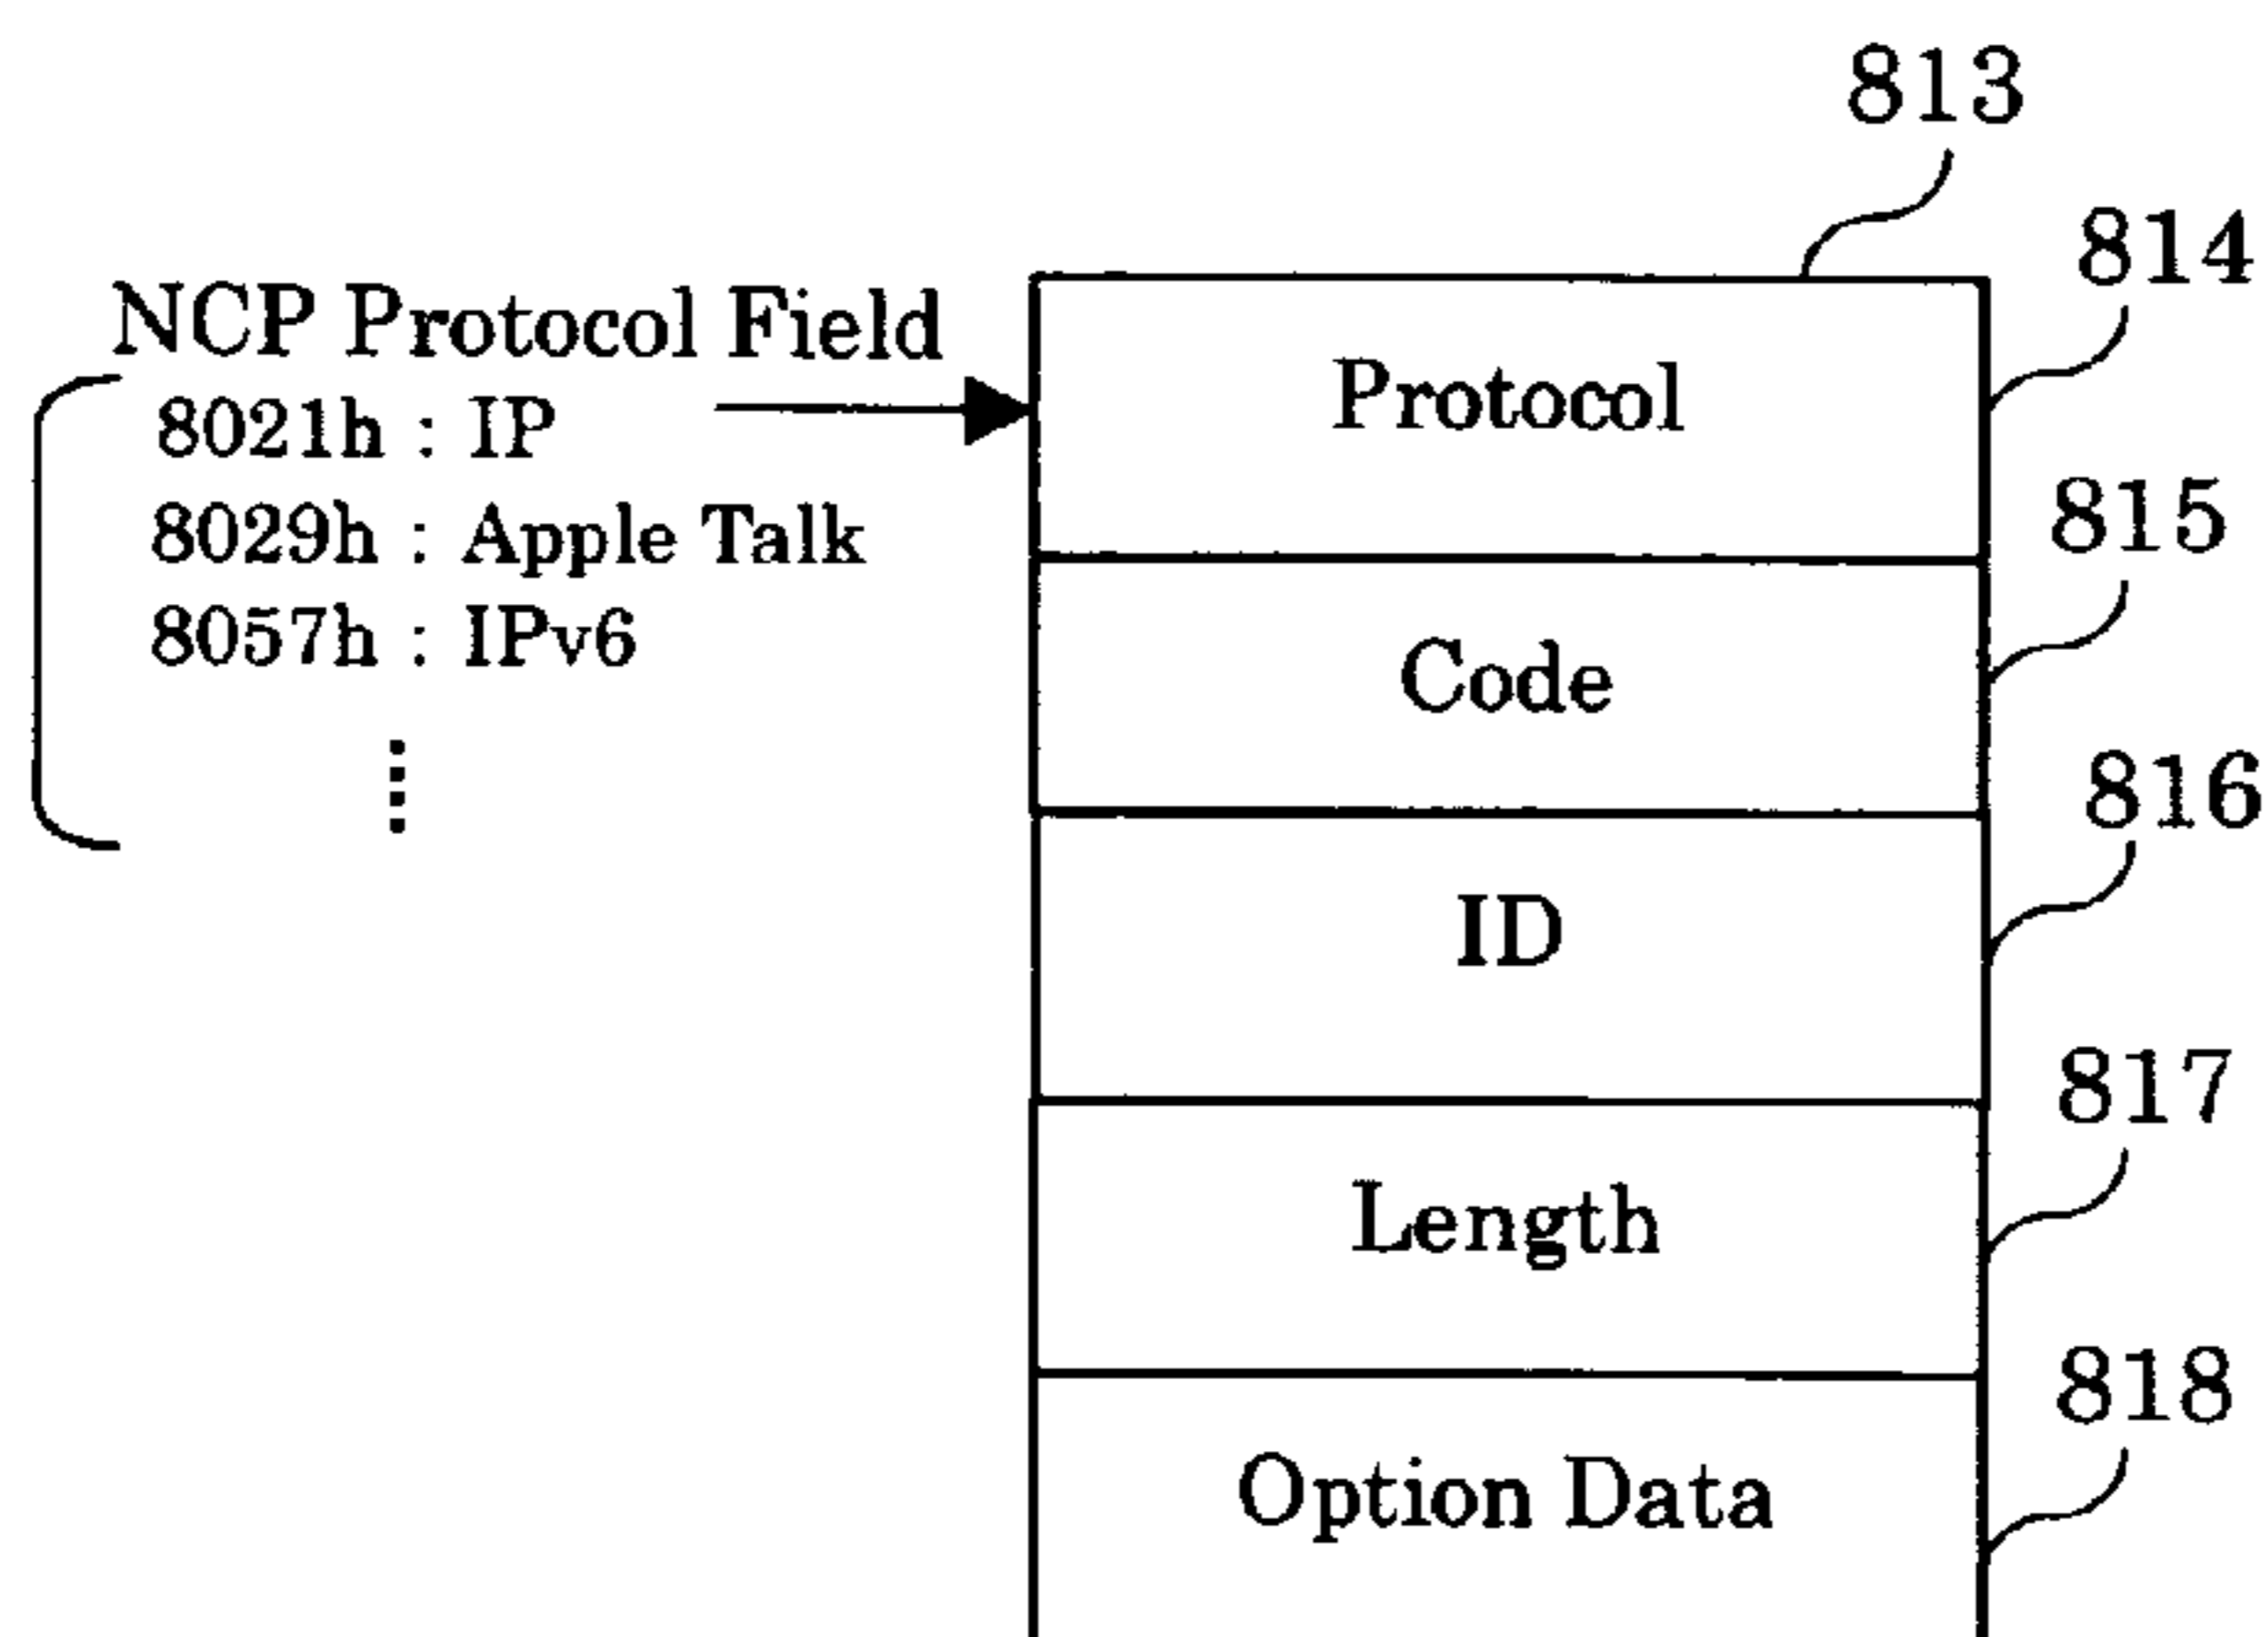 813
814
NCP Protocol Field
8021h : IP
8029h : Apple Talk
8057h : IPv6
Protocol
815
Code
816
ID
817
Length
818
Option Data